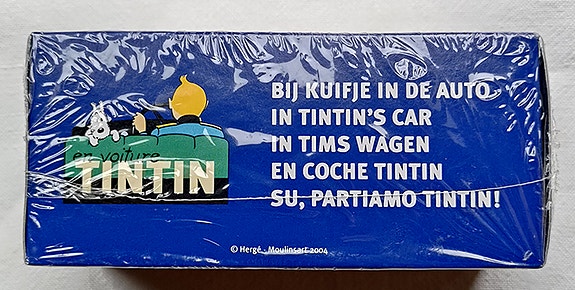 en voiture
TINTIN
BIJ KUIFJE IN DE AUTO
IN TINTIN'S CAR
IN TIMS WAGEN
EN COCHE TINTIN
SU, PARTIAMO TINTIN!
© Hergé - Moulinsart 2004